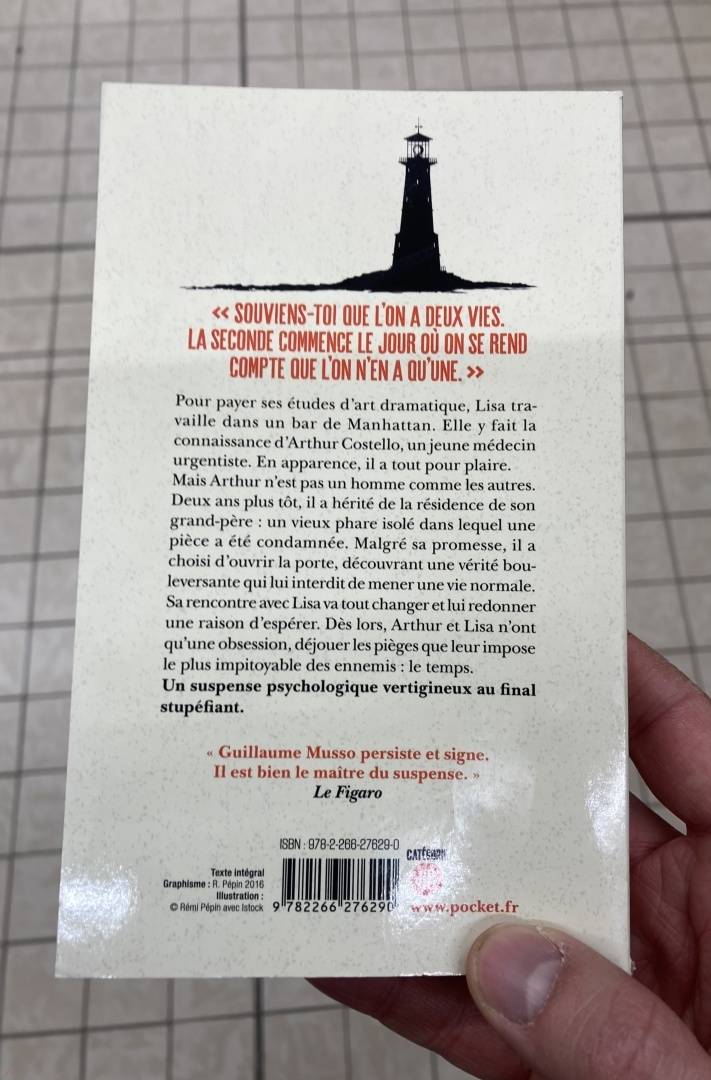 « SOUVIENS-TOI QUE L'ON A DEUX VIES.
LA SECONDE COMMENCE LE JOUR OÙ ON SE REND
COMPTE QUE L'ON N'EN A QU'UNE. »
Pour payer ses études d'art dramatique, Lisa tra-
vaille dans un bar de Manhattan. Elle y fait la
connaissance d'Arthur Costello, un jeune médecin
urgentiste. En apparence, il a tout pour plaire.
Mais Arthur n'est pas un homme comme les autres.
Deux ans plus tôt, il a hérité de la résidence de son
grand-père : un vieux phare isolé dans lequel une
pièce a été condamnée. Malgré sa promesse, il a
choisi d'ouvrir la porte, découvrant une vérité bou-
leversante qui lui interdit de mener une vie normale.
Sa rencontre avec Lisa va tout changer et lui redonner
une raison d'espérer. Dès lors, Arthur et Lisa n'ont
qu'une obsession, déjouer les pièges que leur impose
le plus impitoyable des ennemis : le temps.
Un suspense psychologique vertigineux au final
stupéfiant.
« Guillaume Musso persiste et signe.
Il est bien le maître du suspense. »
Le Figaro
ISBN : 978-2-266-27629-0
CATÉGORIE
Texte intégral
Graphisme : R. Pépin 2016
Illustration :
© Rémi Pépin avec Istock
9 782266 276290
www.pocket.fr